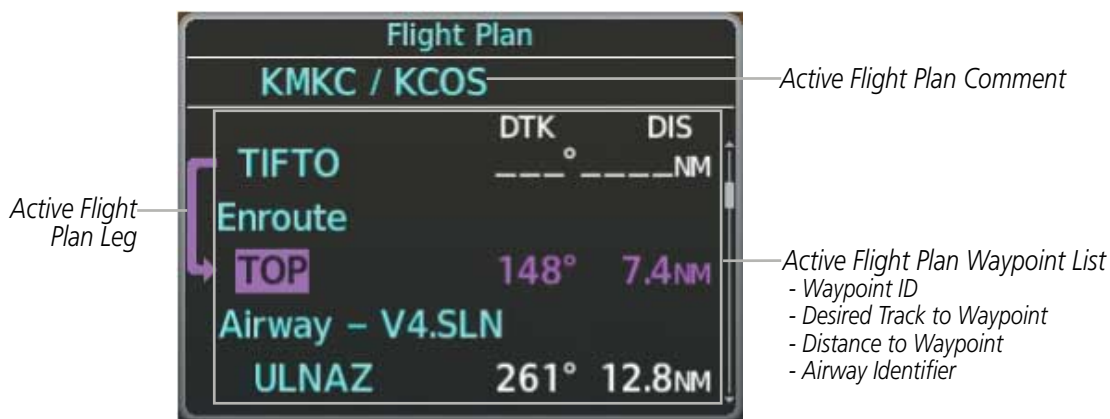 Flight Plan
KMKC / KCOS
Active Flight Plan Comment
DTK DIS
TIFTO ___° ____NM
Active Flight
Plan Leg
Enroute
TOP 148° 7.4NM
Active Flight Plan Waypoint List
- Waypoint ID
- Desired Track to Waypoint
- Distance to Waypoint
- Airway Identifier
Airway – V4.SLN
ULNAZ 261° 12.8NM